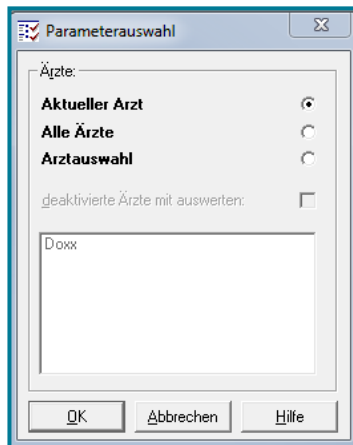 Parameterauswahl
Ärzte:
Aktueller Arzt
Alle Ärzte
Arztauswahl
deaktivierte Ärzte mit auswerten:
Doxx
OK
Abbrechen
Hilfe